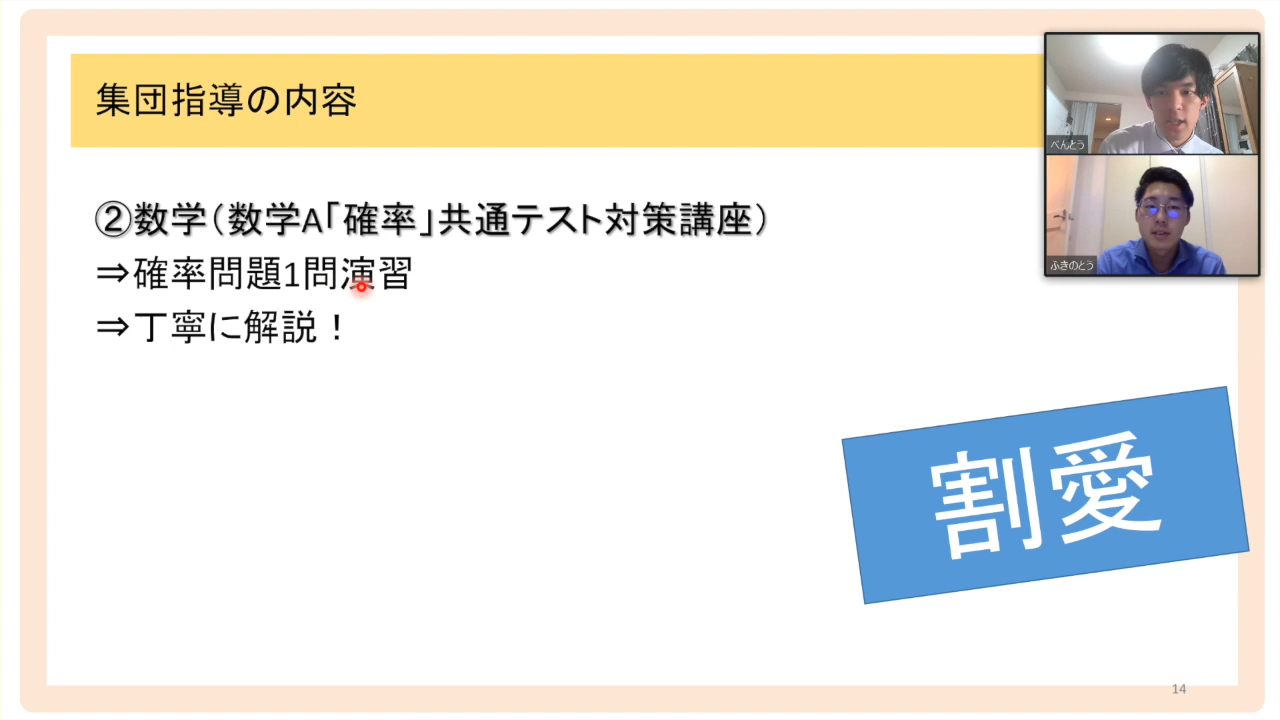 集団指導の内容
②数学(数学A「確率」共通テスト対策講座)
⇒確率問題1問演習
⇒丁寧に解説！
割愛
べんとう
ふきのとう
14